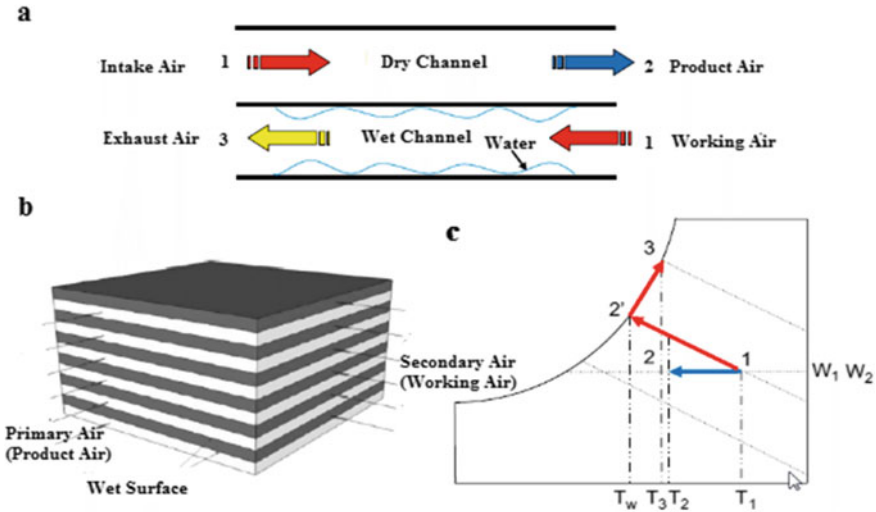 a
Intake Air 1 Dry Channel 2 Product Air
Exhaust Air 3 Wet Channel 1 Working Air
Water
b
Secondary Air
(Working Air)
Primary Air
(Product Air)
Wet Surface
c
3
2'
2 1
W1 W2
Tw T3 T2 T1